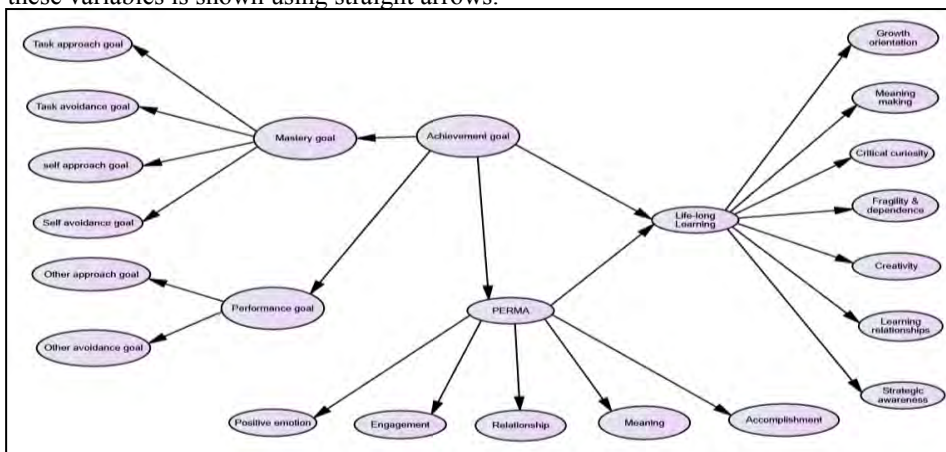 these variables is shown using straight arrows.
Task approach goal
Task avoidance goal
self approach goal
Self avoidance goal
Other approach goal
Other avoidance goal
Mastery goal
Performance goal
Achievement goal
PERMA
Positive emotion
Engagement
Relationship
Meaning
Accomplishment
Life-long
Learning
Growth
orientation
Meaning
making
Critical curiosity
Fragility &
dependence
Creativity
Learning
relationships
Strategic
awareness